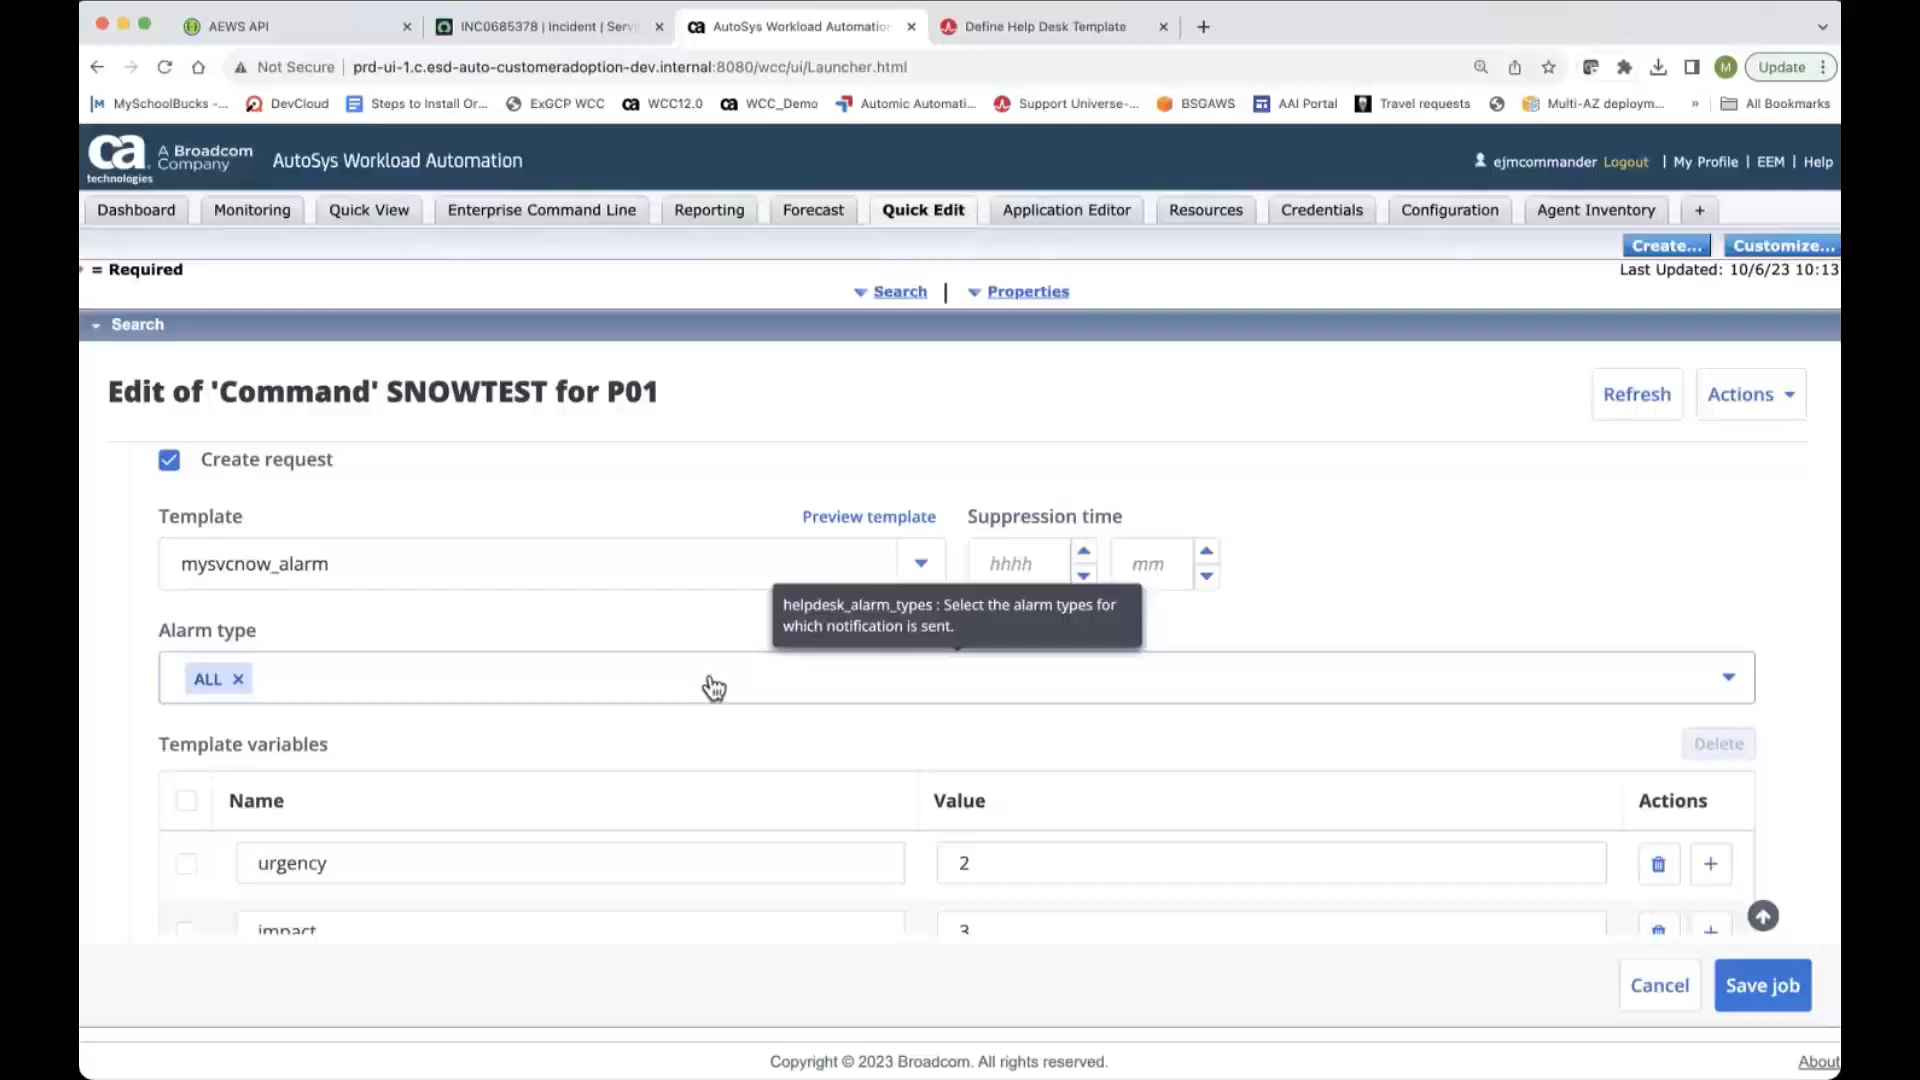 AEWS API
INC0685378 | Incident | Servi
AutoSys Workload Automation
Define Help Desk Template
Not Secure
prd-ui-1.c.esd-auto-customeradoption-dev.internal:8080/wcc/ui/Launcher.html
M
Update
MySchoolBucks -...
DevCloud
Steps to Install Or...
ExGCP WCC
WCC12.0
WCC_Demo
Automic Automati...
Support Universe-...
BSGAWS
AAI Portal
Travel requests
Multi-AZ deploym...
»
All Bookmarks
ca
technologies
A Broadcom
Company
AutoSys Workload Automation
ejmcommander Logout | My Profile | EEM | Help
Dashboard
Monitoring
Quick View
Enterprise Command Line
Reporting
Forecast
Quick Edit
Application Editor
Resources
Credentials
Configuration
Agent Inventory
+
Create...
Customize...
= Required
Last Updated: 10/6/23 10:13
Search | Properties
Search
Edit of 'Command' SNOWTEST for P01
Refresh
Actions
Create request
Template
Preview template
Suppression time
mysvcnow_alarm
hhhh
mm
helpdesk_alarm_types : Select the alarm types for
which notification is sent.
Alarm type
ALL ×
Template variables
Delete
Name
Value
Actions
urgency
2
impact
3
Cancel
Save job
Copyright © 2023 Broadcom. All rights reserved.
About